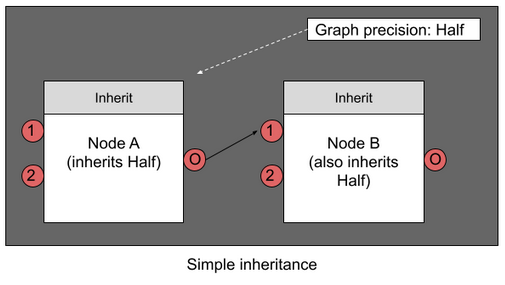 Graph precision: Half
Inherit
Inherit
1
Node A
(inherits Half)
2
O
1
Node B
(also inherits
Half)
2
O
Simple inheritance